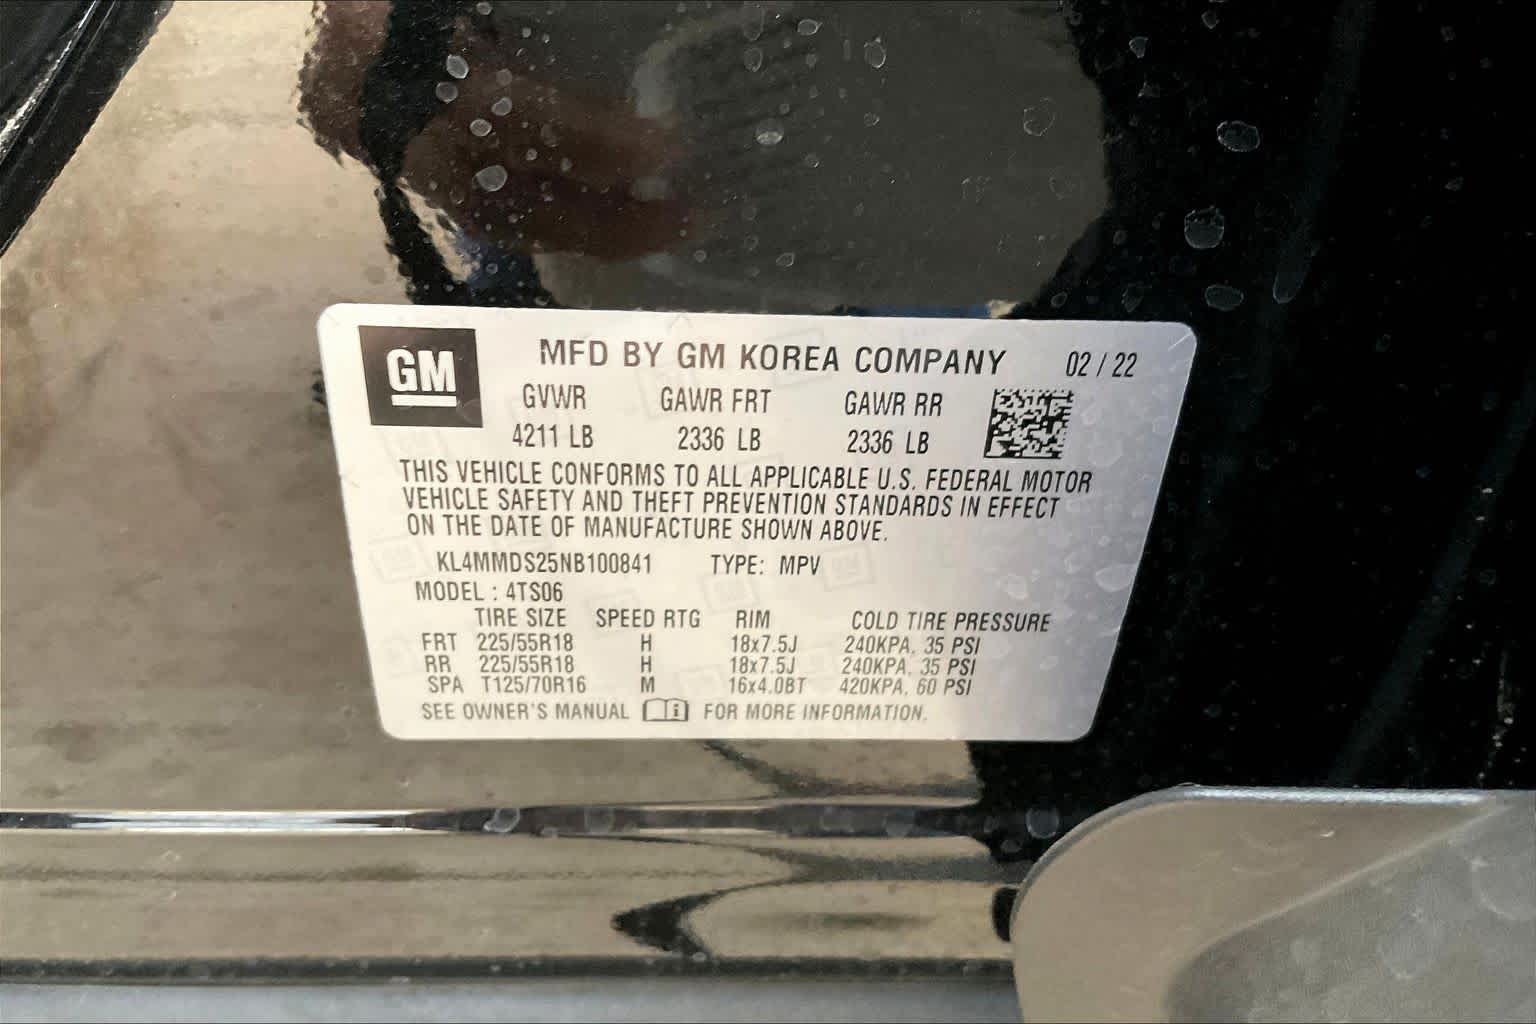 GM MFD BY GM KOREA COMPANY 02 / 22
GVWR GAWR FRT GAWR RR
4211 LB 2336 LB 2336 LB
THIS VEHICLE CONFORMS TO ALL APPLICABLE U.S. FEDERAL MOTOR
VEHICLE SAFETY AND THEFT PREVENTION STANDARDS IN EFFECT
ON THE DATE OF MANUFACTURE SHOWN ABOVE.
KL4MMDS25NB100841 TYPE: MPV
MODEL : 4TS06
TIRE SIZE SPEED RTG RIM COLD TIRE PRESSURE
FRT 225/55R18 H 18x7.5J 240KPA, 35 PSI
RR 225/55R18 H 18x7.5J 240KPA, 35 PSI
SPA T125/70R16 M 16x4.0BT 420KPA, 60 PSI
SEE OWNER'S MANUAL i FOR MORE INFORMATION.